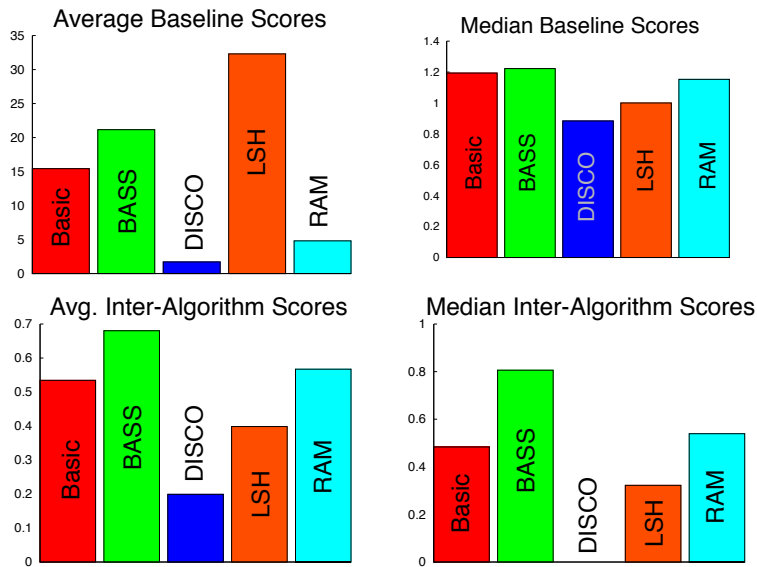 Average Baseline Scores
35
30
25
20
15
10
5
0
Basic
BASS
DISCO
LSH
RAM
Median Baseline Scores
1.4
1.2
1
0.8
0.6
0.4
0.2
0
Basic
BASS
DISCO
LSH
RAM
Avg. Inter-Algorithm Scores
0.7
0.6
0.5
0.4
0.3
0.2
0.1
0
Basic
BASS
DISCO
LSH
RAM
Median Inter-Algorithm Scores
1
0.8
0.6
0.4
0.2
0
Basic
BASS
DISCO
LSH
RAM